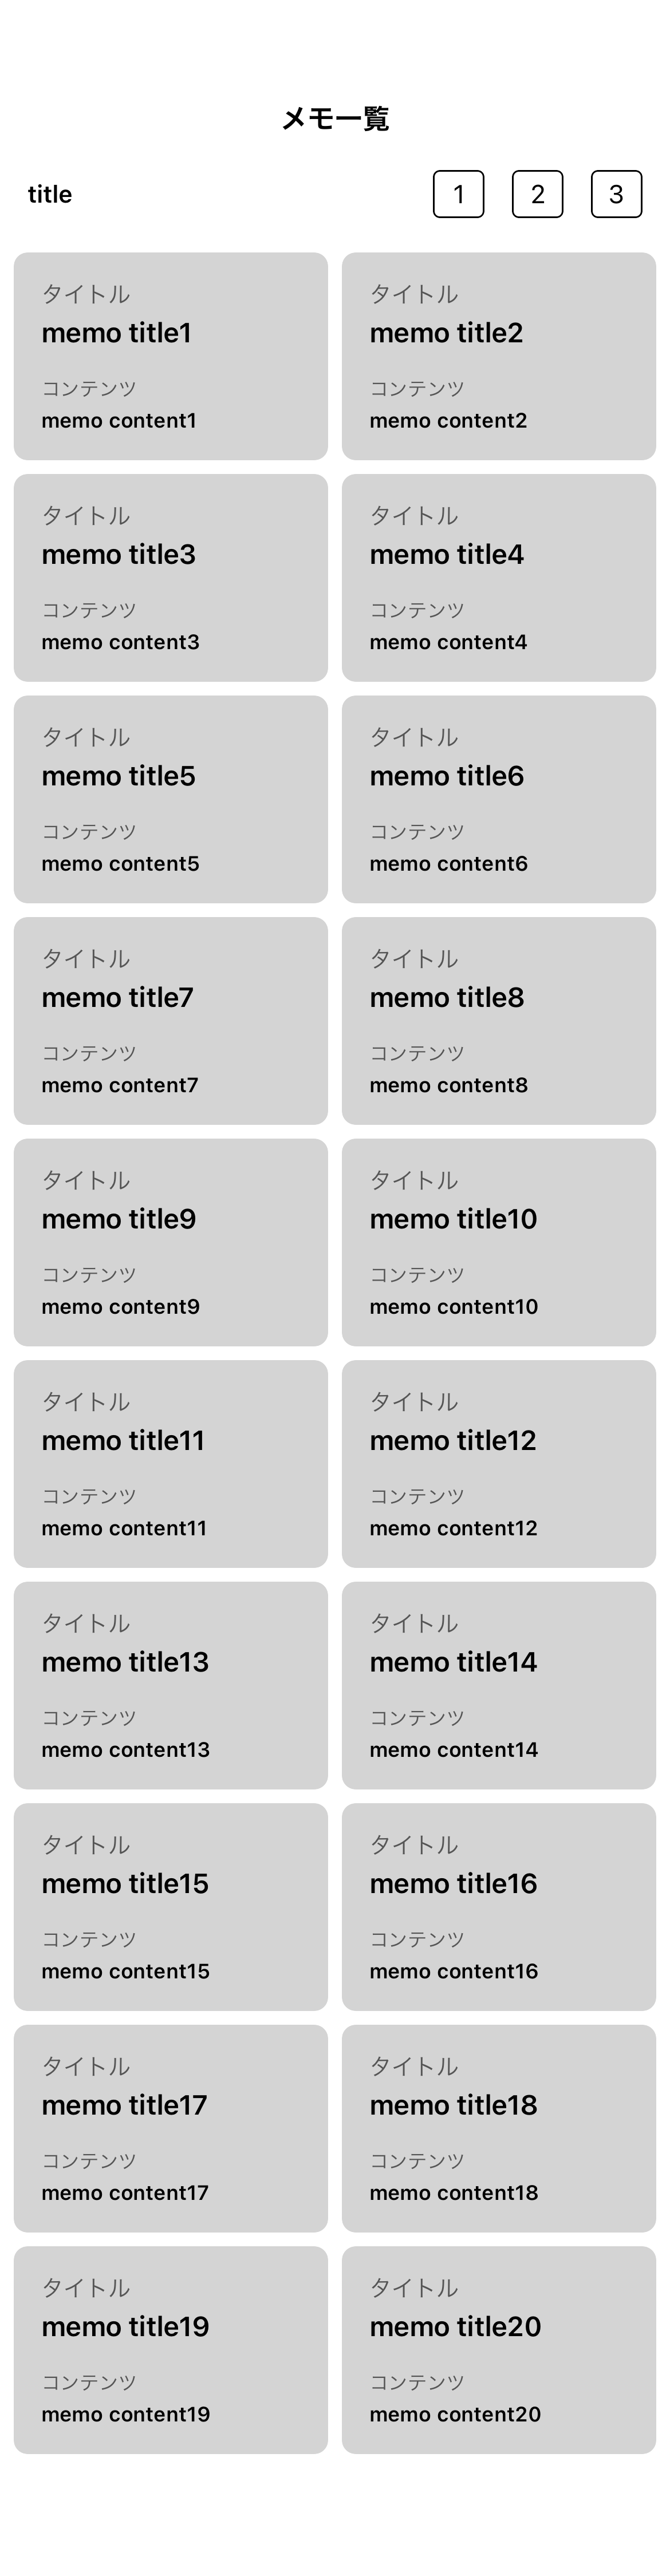 メモ一覧
title 1 2 3
タイトル
memo title1
コンテンツ
memo content1
タイトル
memo title2
コンテンツ
memo content2
タイトル
memo title3
コンテンツ
memo content3
タイトル
memo title4
コンテンツ
memo content4
タイトル
memo title5
コンテンツ
memo content5
タイトル
memo title6
コンテンツ
memo content6
タイトル
memo title7
コンテンツ
memo content7
タイトル
memo title8
コンテンツ
memo content8
タイトル
memo title9
コンテンツ
memo content9
タイトル
memo title10
コンテンツ
memo content10
タイトル
memo title11
コンテンツ
memo content11
タイトル
memo title12
コンテンツ
memo content12
タイトル
memo title13
コンテンツ
memo content13
タイトル
memo title14
コンテンツ
memo content14
タイトル
memo title15
コンテンツ
memo content15
タイトル
memo title16
コンテンツ
memo content16
タイトル
memo title17
コンテンツ
memo content17
タイトル
memo title18
コンテンツ
memo content18
タイトル
memo title19
コンテンツ
memo content19
タイトル
memo title20
コンテンツ
memo content20